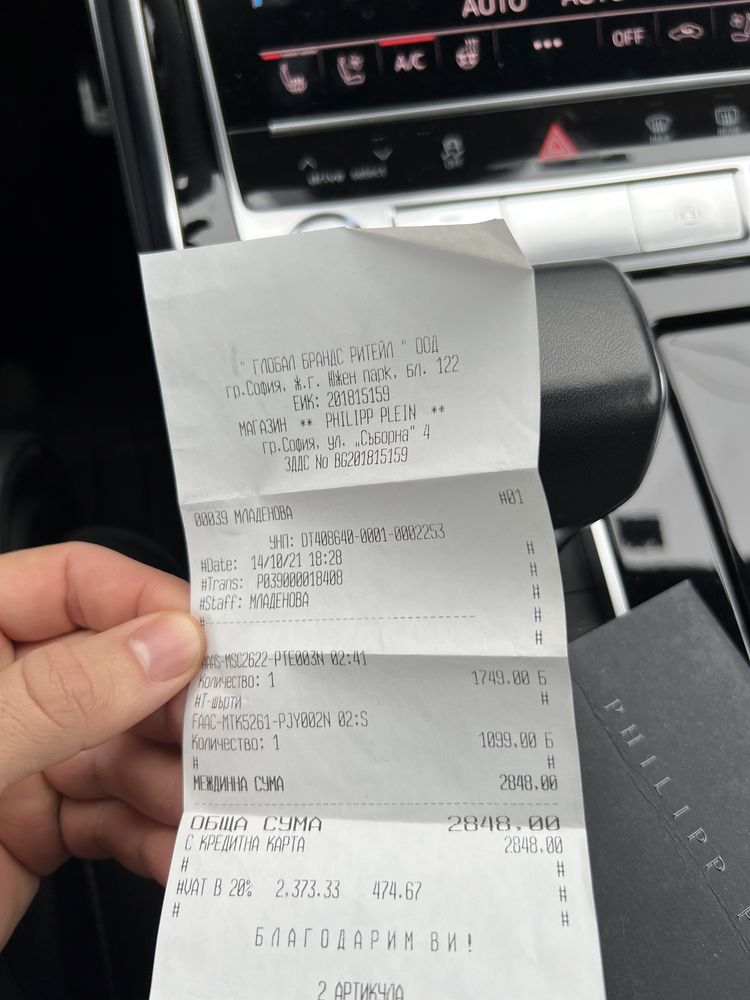 AUTO
A/C
OFF
drive select
" ГЛОБАЛ БРАНДС РИТЕЙЛ " ООД
гр.София, ж.г. Южен парк, бл. 122
ЕИК: 201815159
МАГАЗИН ** PHILIPP PLEIN **
гр.София, ул. „Съборна" 4
ЗДДС No BG201815159
00039 МЛАДЕНОВА #01
УНП: DT408640-0001-0082253
#Date: 14/10/21 18:28 #
#Trans: P039000018408 #
#Staff: МЛАДЕНОВА #
# #
#
AAAS-MSC2622-PTE003N 02:41
Количество: 1 1749.00 Б
#Т-шърти #
FAAC-MTK5261-PJY002N 02:S
Количество: 1 1099.00 Б
# #
МЕЖДИННА СУМА 2848.00
ОБЩА СУМА 2848,00
С КРЕДИТНА КАРТА 2848,00
# #
#VAT B 20% 2,373.33 474.67 #
# #
БЛАГОДАРИМ ВИ!
2 АРТИКУЛА
PHILIPP P